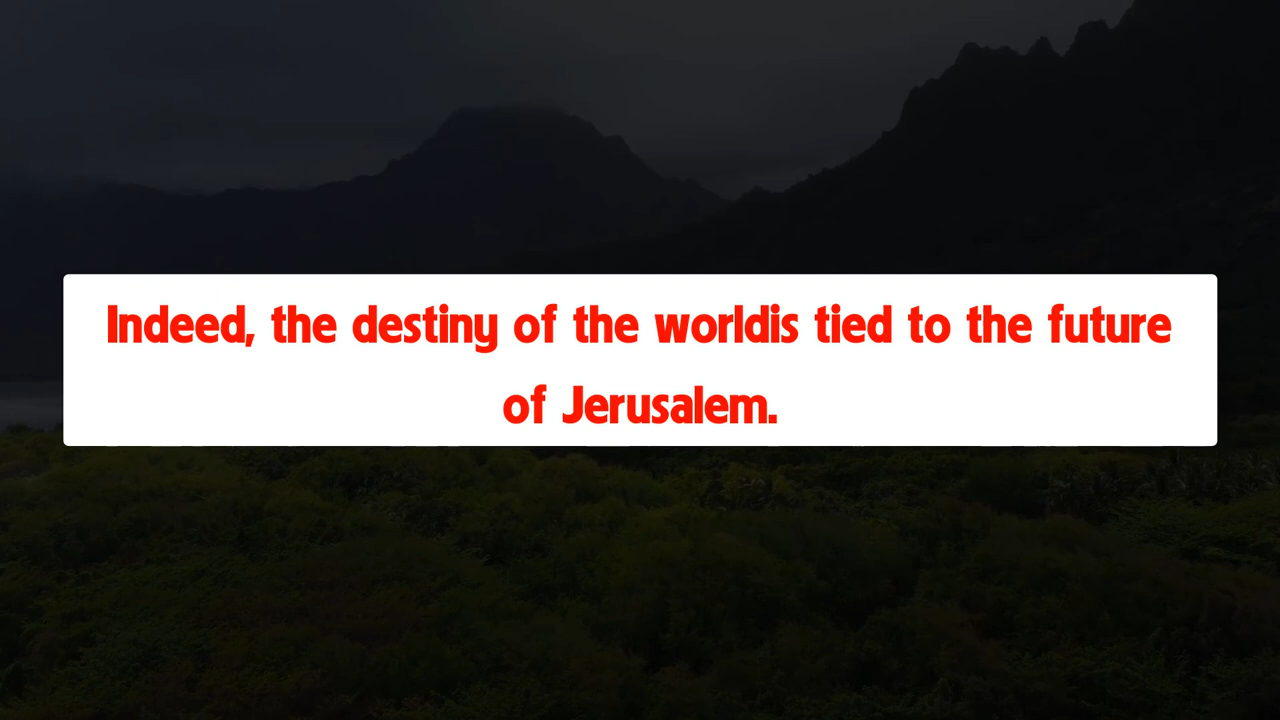 Indeed, the destiny of the worldis tied to the future
of Jerusalem.